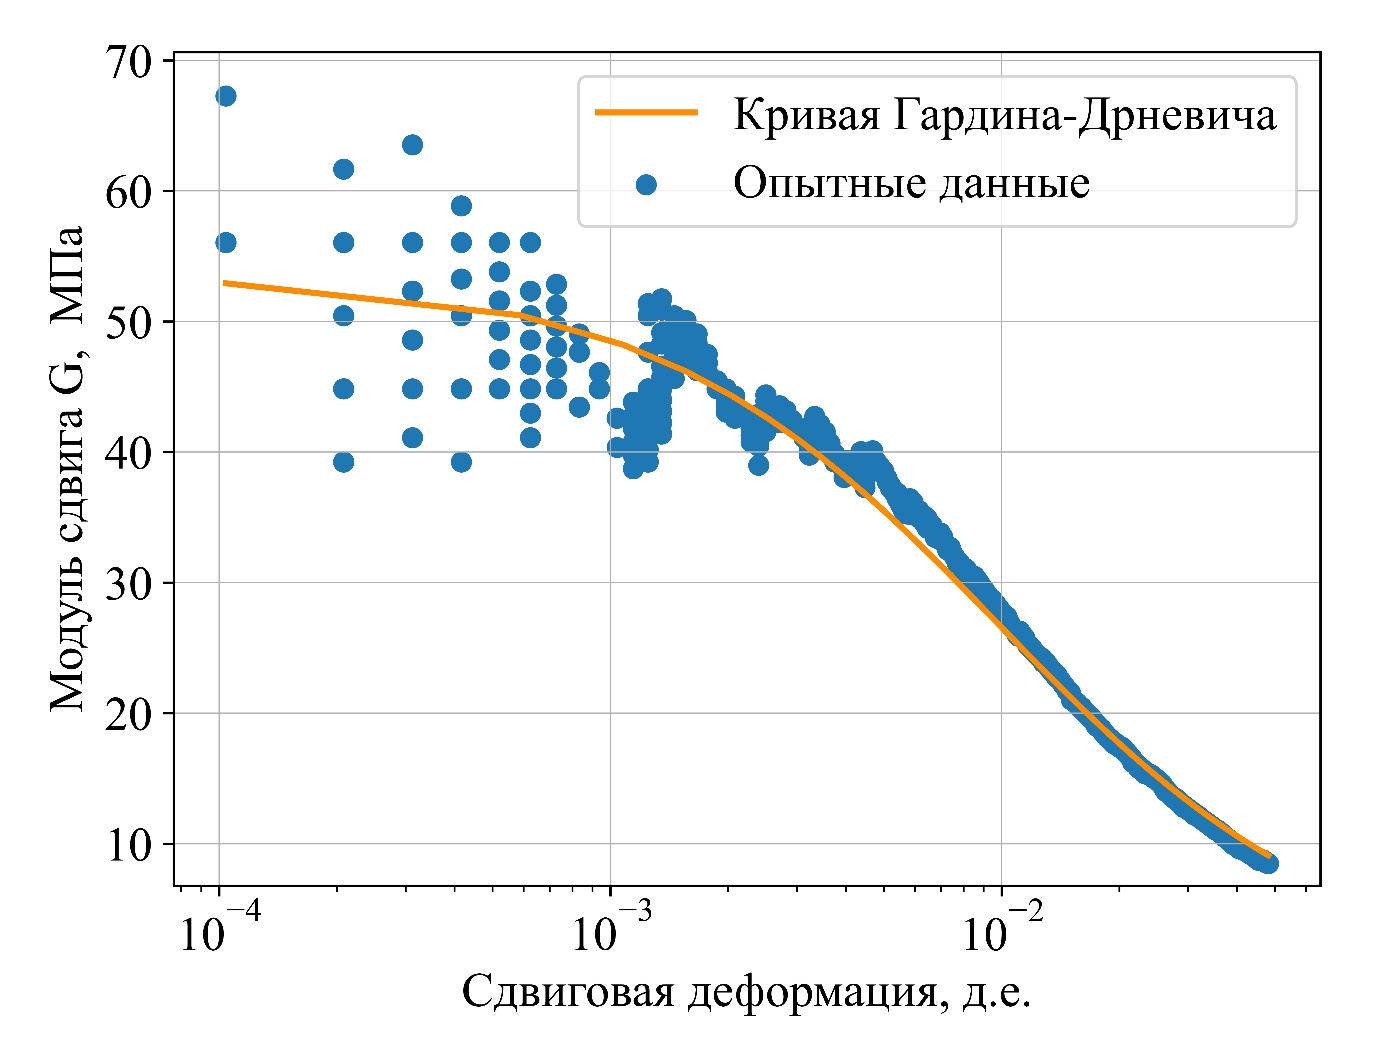 70
60
50
40
30
20
10
Модуль сдвига G, МПа
Кривая Гардина-Дрневича
Опытные данные
10⁻⁴
10⁻³
10⁻²
Сдвиговая деформация, д.е.